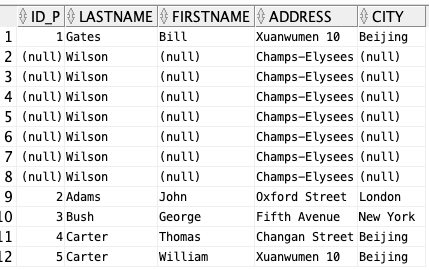 ID_P LASTNAME FIRSTNAME ADDRESS CITY
1 1 Gates Bill Xuanwumen 10 Beijing
2 (null) Wilson (null) Champs-Elysees (null)
3 (null) Wilson (null) Champs-Elysees (null)
4 (null) Wilson (null) Champs-Elysees (null)
5 (null) Wilson (null) Champs-Elysees (null)
6 (null) Wilson (null) Champs-Elysees (null)
7 (null) Wilson (null) Champs-Elysees (null)
8 (null) Wilson (null) Champs-Elysees (null)
9 2 Adams John Oxford Street London
10 3 Bush George Fifth Avenue New York
11 4 Carter Thomas Changan Street Beijing
12 5 Carter William Xuanwumen 10 Beijing